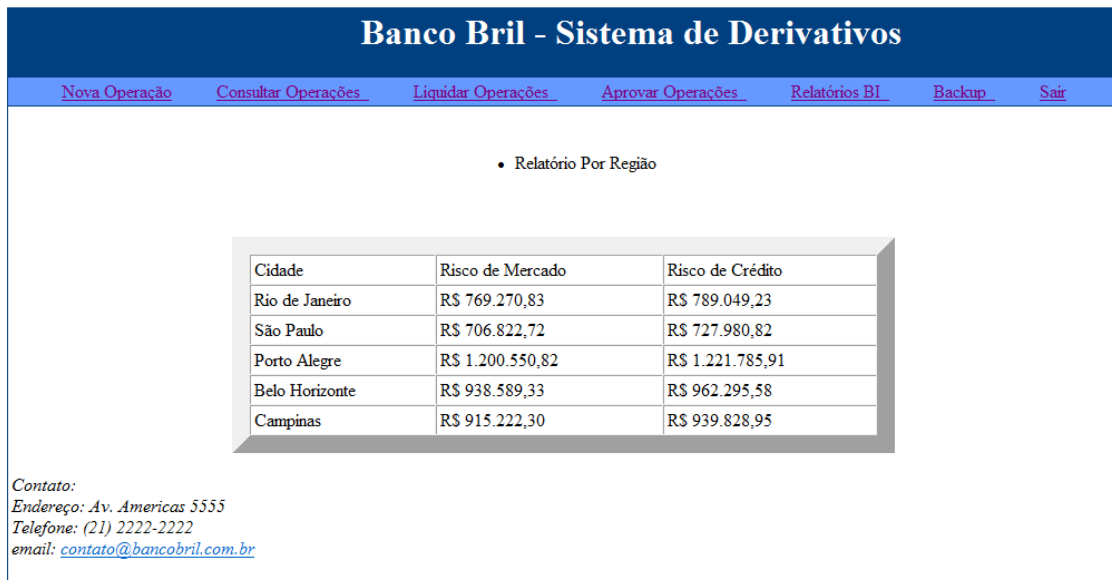 Banco Bril - Sistema de Derivativos
Nova Operação Consultar Operações Liquidar Operações Aprovar Operações Relatórios BI Backup Sair
• Relatório Por Região
Cidade Risco de Mercado Risco de Crédito
Rio de Janeiro R$ 769.270,83 R$ 789.049,23
São Paulo R$ 706.822,72 R$ 727.980,82
Porto Alegre R$ 1.200.550,82 R$ 1.221.785,91
Belo Horizonte R$ 938.589,33 R$ 962.295,58
Campinas R$ 915.222,30 R$ 939.828,95
Contato:
Endereço: Av. Americas 5555
Telefone: (21) 2222-2222
email: contato@bancobril.com.br